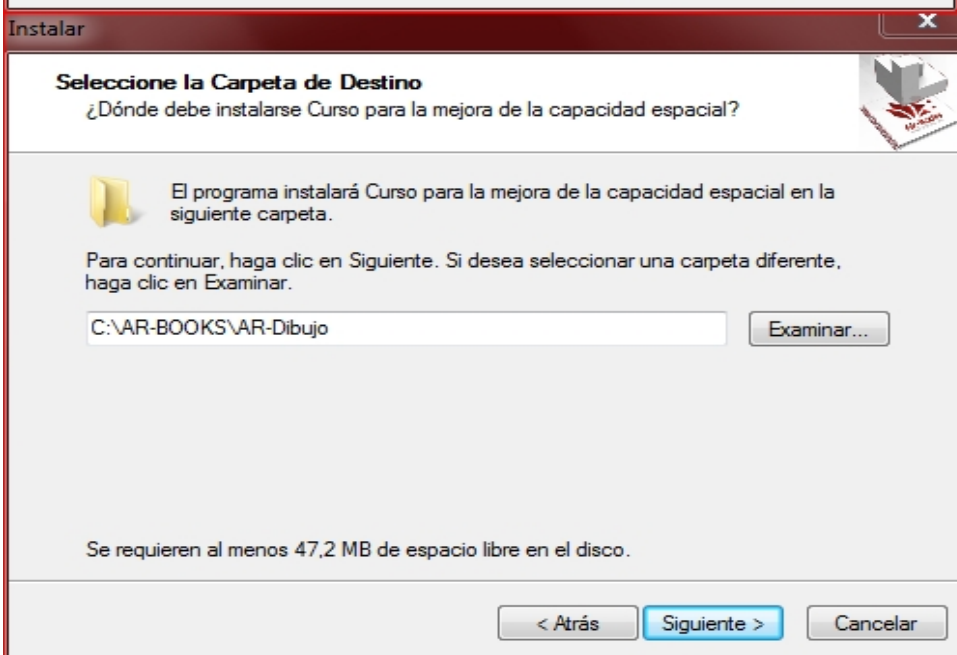 Instalar
Seleccione la Carpeta de Destino
¿Dónde debe instalarse Curso para la mejora de la capacidad espacial?
El programa instalará Curso para la mejora de la capacidad espacial en la
siguiente carpeta.
Para continuar, haga clic en Siguiente. Si desea seleccionar una carpeta diferente,
haga clic en Examinar.
C:\AR-BOOKS\AR-Dibujo
Examinar...
Se requieren al menos 47,2 MB de espacio libre en el disco.
< Atrás
Siguiente >
Cancelar